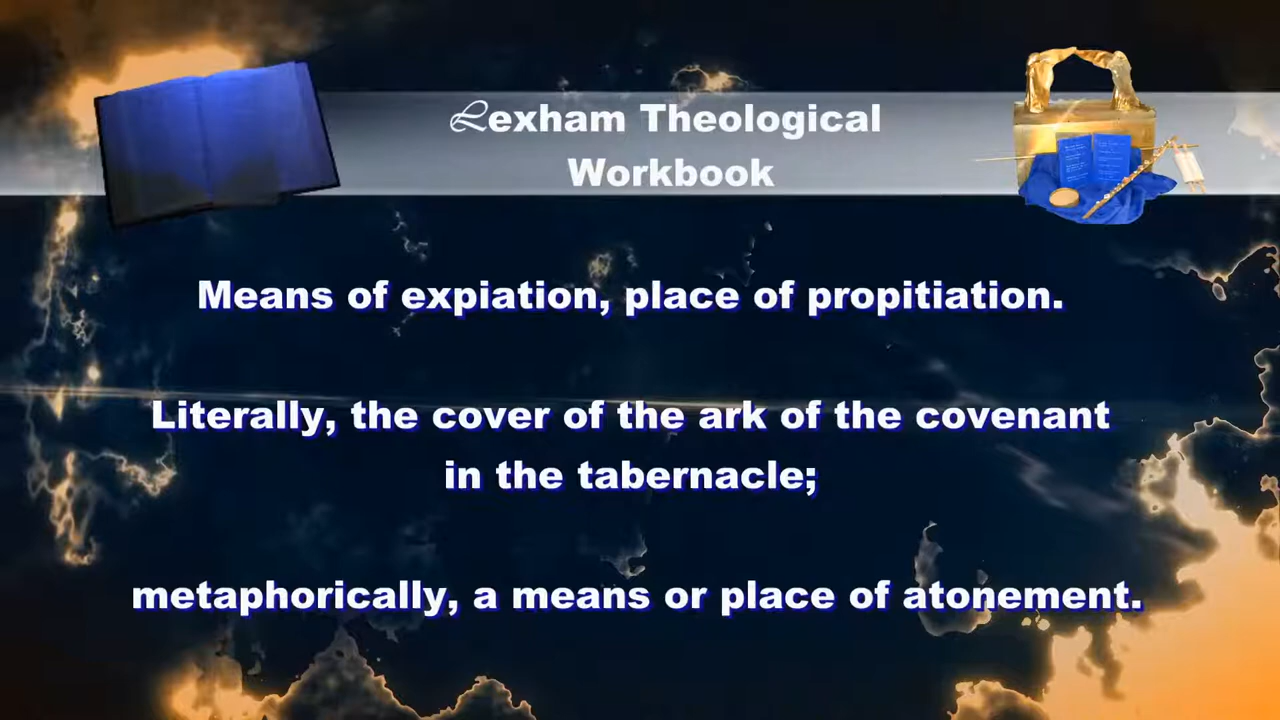 Lexham Theological
Workbook
Means of expiation, place of propitiation.
Literally, the cover of the ark of the covenant
in the tabernacle;
metaphorically, a means or place of atonement.